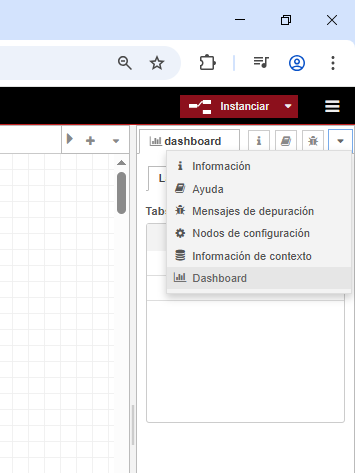 Instanciar
dashboard
Información
Ayuda
Mensajes de depuración
Nodos de configuración
Información de contexto
Dashboard
L
Tab